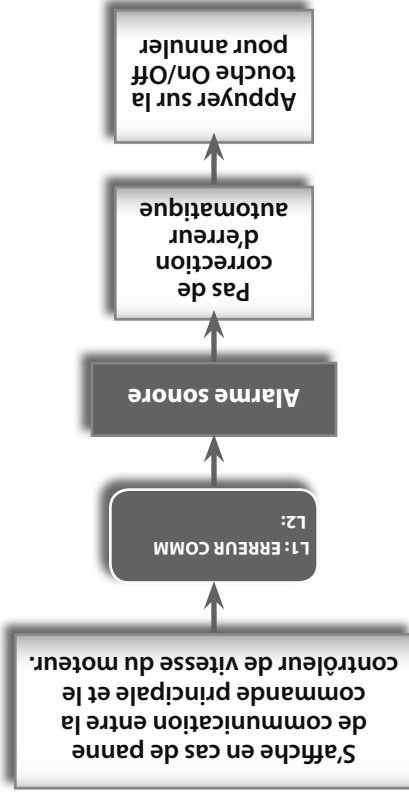 S'affiche en cas de panne
de communication entre la
commande principale et le
contrôleur de vitesse du moteur.
L1: ERREUR COMM
L2:
Alarme sonore
Pas de
correction
d'erreur
automatique
Appuyer sur la
touche On/Off
pour annuler